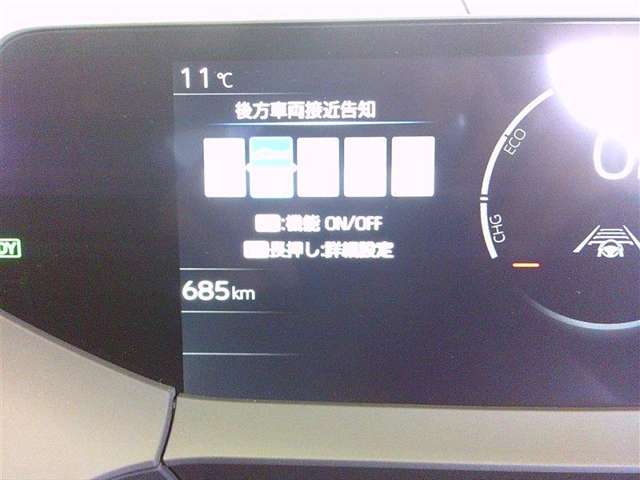 11℃
後方車両接近告知
:機能 ON/OFF
長押し:詳細設定
685km
ECO
CHG